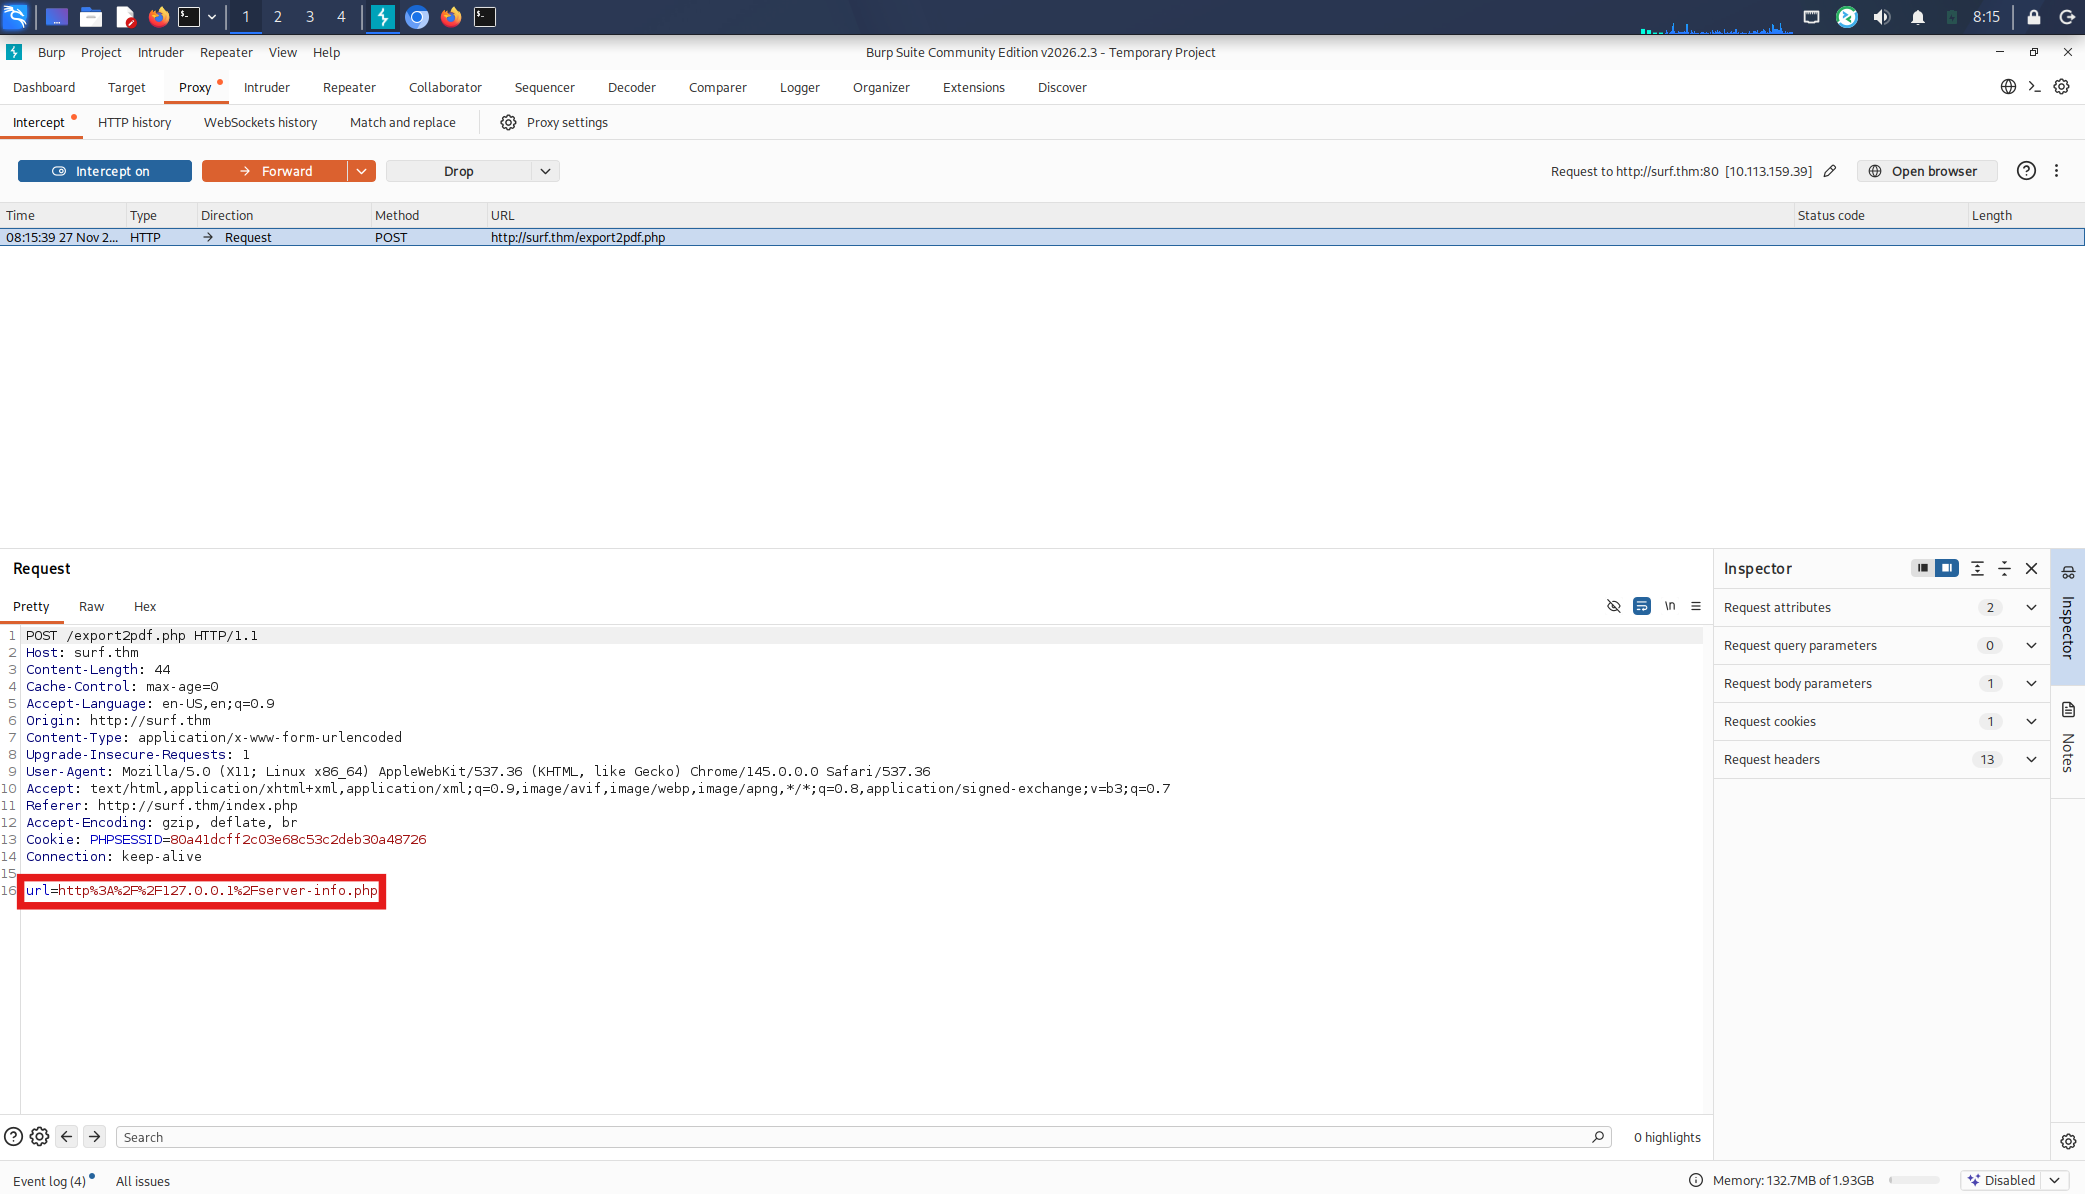 1 2 3 4 8:15
Burp Project Intruder Repeater View Help Burp Suite Community Edition v2026.2.3 - Temporary Project
Dashboard Target Proxy Intruder Repeater Collaborator Sequencer Decoder Comparer Logger Organizer Extensions Discover
Intercept HTTP history WebSockets history Match and replace Proxy settings
Intercept on Forward Drop Request to http://surf.thm:80 [10.113.159.39] Open browser
Time Type Direction Method URL Status code Length
08:15:39 27 Nov 2... HTTP Request POST http://surf.thm/export2pdf.php
Request
Pretty Raw Hex \n
1 POST /export2pdf.php HTTP/1.1
2 Host: surf.thm
3 Content-Length: 44
4 Cache-Control: max-age=0
5 Accept-Language: en-US,en;q=0.9
6 Origin: http://surf.thm
7 Content-Type: application/x-www-form-urlencoded
8 Upgrade-Insecure-Requests: 1
9 User-Agent: Mozilla/5.0 (X11; Linux x86_64) AppleWebKit/537.36 (KHTML, like Gecko) Chrome/145.0.0.0 Safari/537.36
10 Accept: text/html,application/xhtml+xml,application/xml;q=0.9,image/avif,image/webp,image/apng,*/*;q=0.8,application/signed-exchange;v=b3;q=0.7
11 Referer: http://surf.thm/index.php
12 Accept-Encoding: gzip, deflate, br
13 Cookie: PHPSESSID=80a41dcff2c03e68c53c2deb30a48726
14 Connection: keep-alive
15
16 url=http%3A%2F%2F127.0.0.1%2Fserver-info.php
Inspector
Request attributes 2
Request query parameters 0
Request body parameters 1
Request cookies 1
Request headers 13
Inspector
Notes
Search 0 highlights
Event log (4) All issues Memory: 132.7MB of 1.93GB Disabled